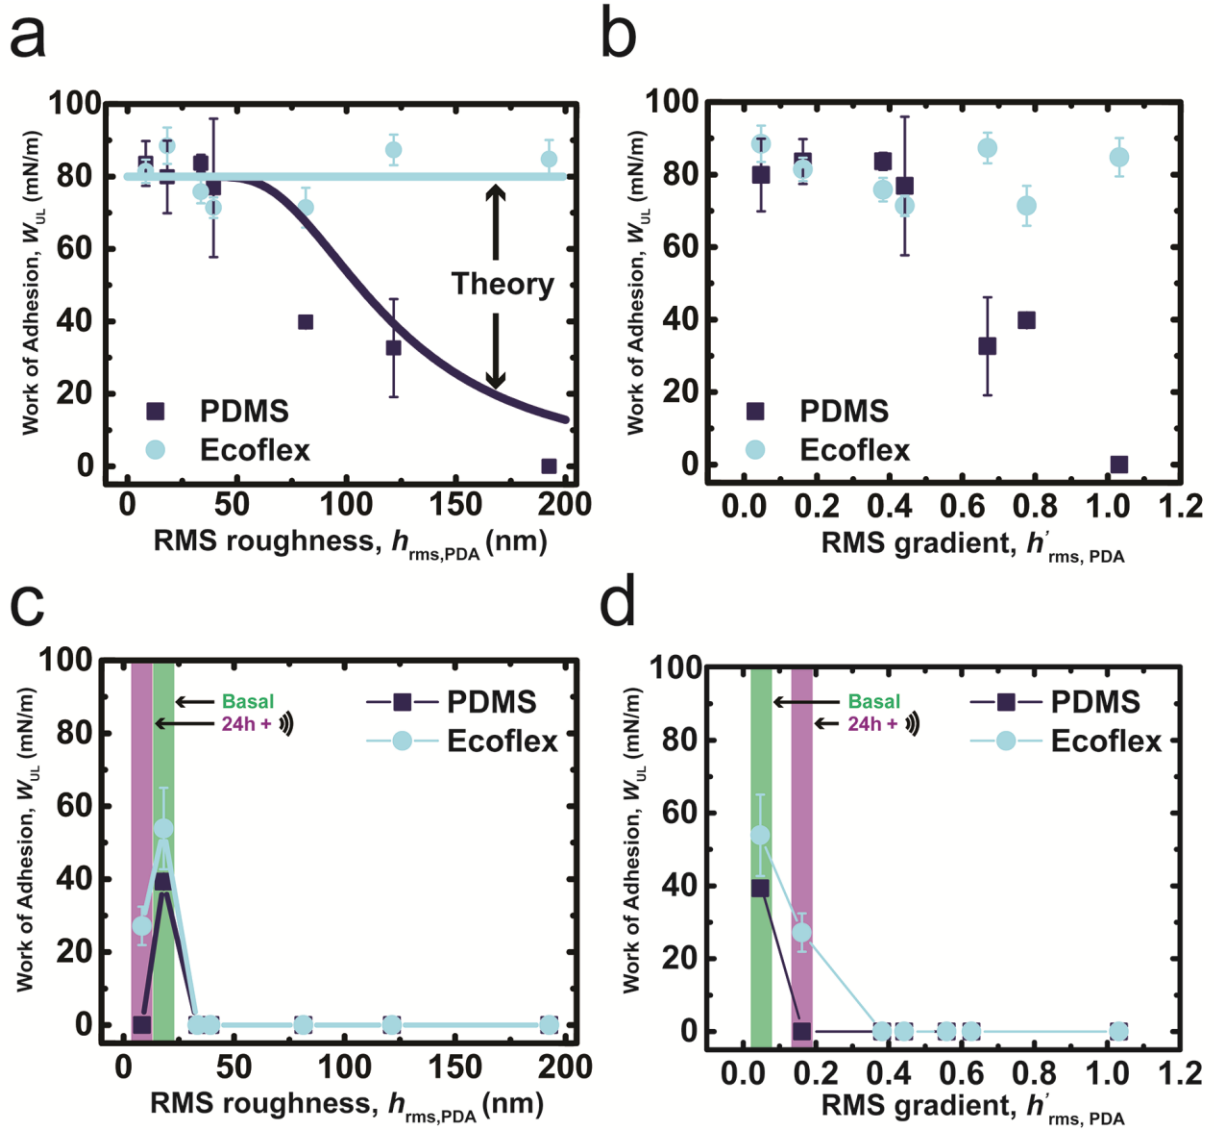 a
100
80
60
40
20
0
Work of Adhesion, W_UL (mN/m)
Theory
PDMS
Ecoflex
0 50 100 150 200
RMS roughness, h_rms,PDA (nm)
b
100
80
60
40
20
0
Work of Adhesion, W_UL (mN/m)
PDMS
Ecoflex
0.0 0.2 0.4 0.6 0.8 1.0 1.2
RMS gradient, h′_rms, PDA
c
100
80
60
40
20
0
Work of Adhesion, W_UL (mN/m)
Basal
24h +
PDMS
Ecoflex
0 50 100 150 200
RMS roughness, h_rms,PDA (nm)
d
100
80
60
40
20
0
Work of Adhesion, W_UL (mN/m)
Basal
24h +
PDMS
Ecoflex
0.0 0.2 0.4 0.6 0.8 1.0 1.2
RMS gradient, h′_rms, PDA